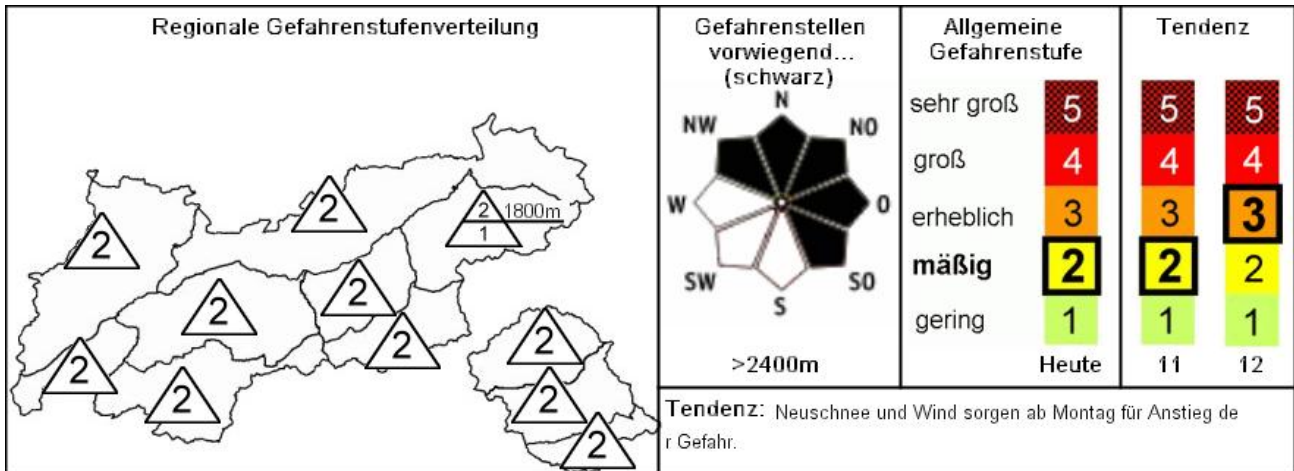 Regionale Gefahrenstufenverteilung
2
2
2
1800m
1
2
2
2
2
2
2
2
2
Gefahrenstellen
vorwiegend...
(schwarz)
N
NW
NO
W
O
SW
SO
S
>2400m
Allgemeine
Gefahrenstufe
Tendenz
sehr groß 5 5 5
groß 4 4 4
erheblich 3 3 3
mäßig 2 2 2
gering 1 1 1
Heute 11 12
Tendenz: Neuschnee und Wind sorgen ab Montag für Anstieg de
r Gefahr.